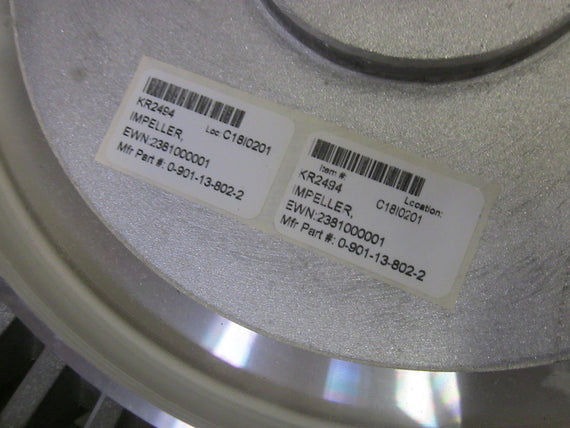 KR2494
Loc: C18I0201
IMPELLER,
EWN:2381000001
Mfr Part #: 0-901-13-802-2
Item #:
KR2494
Location:
IMPELLER,
C18I0201
EWN:2381000001
Mfr Part #: 0-901-13-802-2